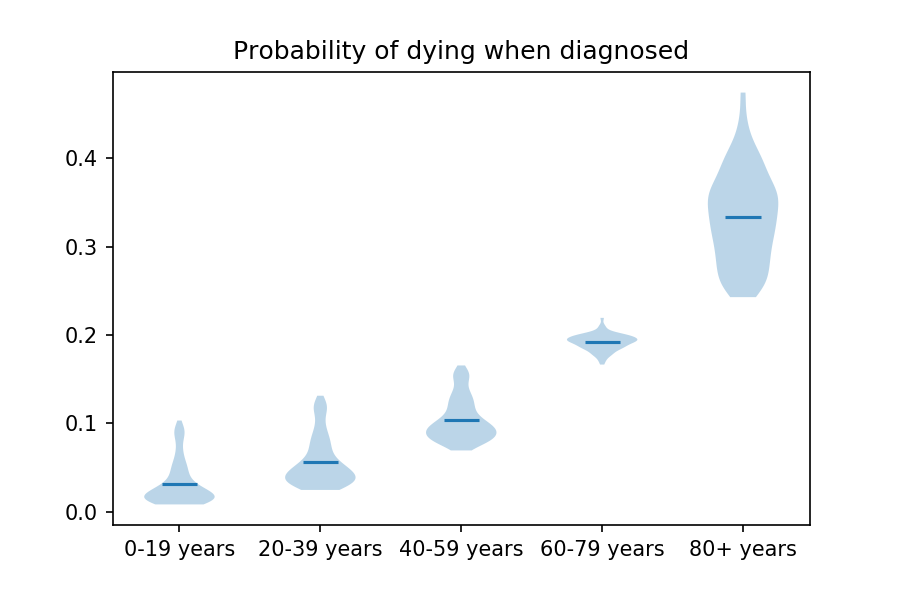 Probability of dying when diagnosed
0.4
0.3
0.2
0.1
0.0
0-19 years 20-39 years 40-59 years 60-79 years 80+ years